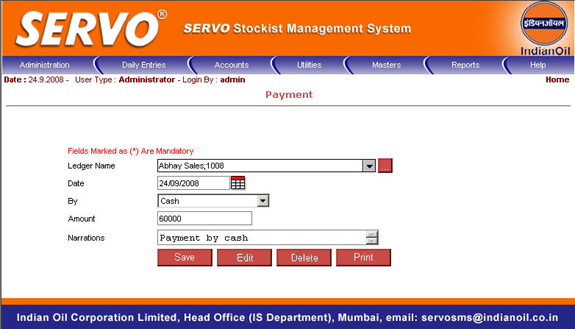 SERVO®
SERVO Stockist Management System
इंडियनऑयल
IndianOil
Administration Daily Entries Accounts Utilities Masters Reports Help
Date : 24.9.2008 - User Type : Administrator - Login By : admin Home
Payment
Fields Marked as (*) Are Mandatory
Ledger Name Abhay Sales;1008 ...
Date 24/09/2008
By Cash
Amount 60000
Narrations Payment by cash
Save Edit Delete Print
Indian Oil Corporation Limited, Head Office (IS Department), Mumbai, email: servosms@indianoil.co.in